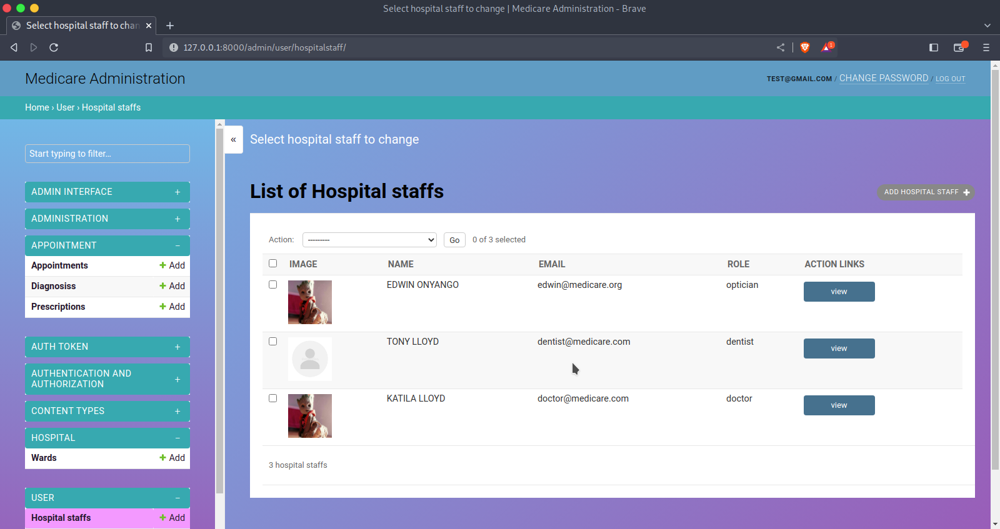 Select hospital staff to change | Medicare Administration - Brave
Select hospital staff to chan
127.0.0.1:8000/admin/user/hospitalstaff/
1
Medicare Administration
TEST@GMAIL.COM / CHANGE PASSWORD / LOG OUT
Home › User › Hospital staffs
Start typing to filter...
ADMIN INTERFACE +
ADMINISTRATION +
APPOINTMENT –
Appointments + Add
Diagnosiss + Add
Prescriptions + Add
AUTH TOKEN +
AUTHENTICATION AND
AUTHORIZATION +
CONTENT TYPES +
HOSPITAL –
Wards + Add
USER –
Hospital staffs + Add
«
Select hospital staff to change
List of Hospital staffs
ADD HOSPITAL STAFF +
Action: --------- Go 0 of 3 selected
IMAGE NAME EMAIL ROLE ACTION LINKS
EDWIN ONYANGO edwin@medicare.org optician view
TONY LLOYD dentist@medicare.com dentist view
KATILA LLOYD doctor@medicare.com doctor view
3 hospital staffs